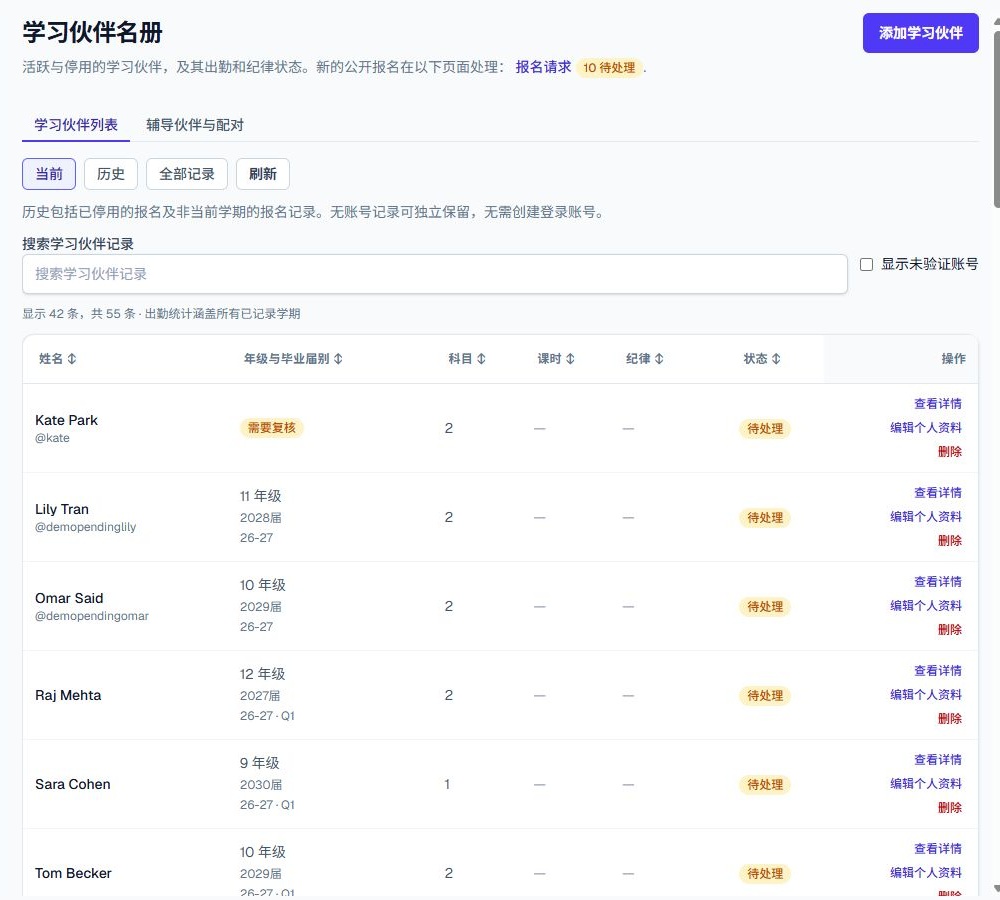 学习伙伴名册
添加学习伙伴
活跃与停用的学习伙伴，及其出勤和纪律状态。新的公开报名在以下页面处理： 报名请求 10 待处理 .
学习伙伴列表 辅导伙伴与配对
当前 历史 全部记录 刷新
历史包括已停用的报名及非当前学期的报名记录。无账号记录可独立保留，无需创建登录账号。
搜索学习伙伴记录
搜索学习伙伴记录
显示未验证账号
显示 42 条，共 55 条 · 出勤统计涵盖所有已记录学期
姓名 年级与毕业届别 科目 课时 纪律 状态 操作
Kate Park
@kate
需要复核
2 — — 待处理
查看详情
编辑个人资料
删除
Lily Tran
@demopendinglily
11 年级
2028届
26-27
2 — — 待处理
查看详情
编辑个人资料
删除
Omar Said
@demopendingomar
10 年级
2029届
26-27
2 — — 待处理
查看详情
编辑个人资料
删除
Raj Mehta
12 年级
2027届
26-27 · Q1
2 — — 待处理
查看详情
编辑个人资料
删除
Sara Cohen
9 年级
2030届
26-27 · Q1
1 — — 待处理
查看详情
编辑个人资料
删除
Tom Becker
10 年级
2029届
26-27 · Q1
2 — — 待处理
查看详情
编辑个人资料
删除